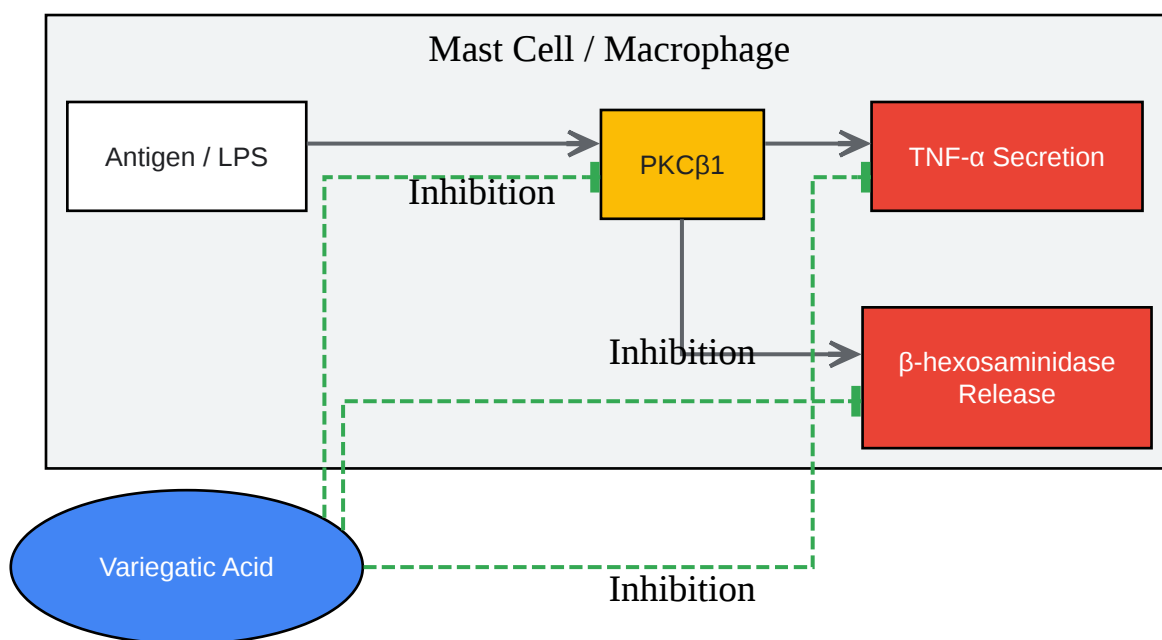 Mast Cell / Macrophage
Antigen / LPS
PKCβ1
TNF-α Secretion
Inhibition
Inhibition
β-hexosaminidase
Release
Variegatic Acid
Inhibition